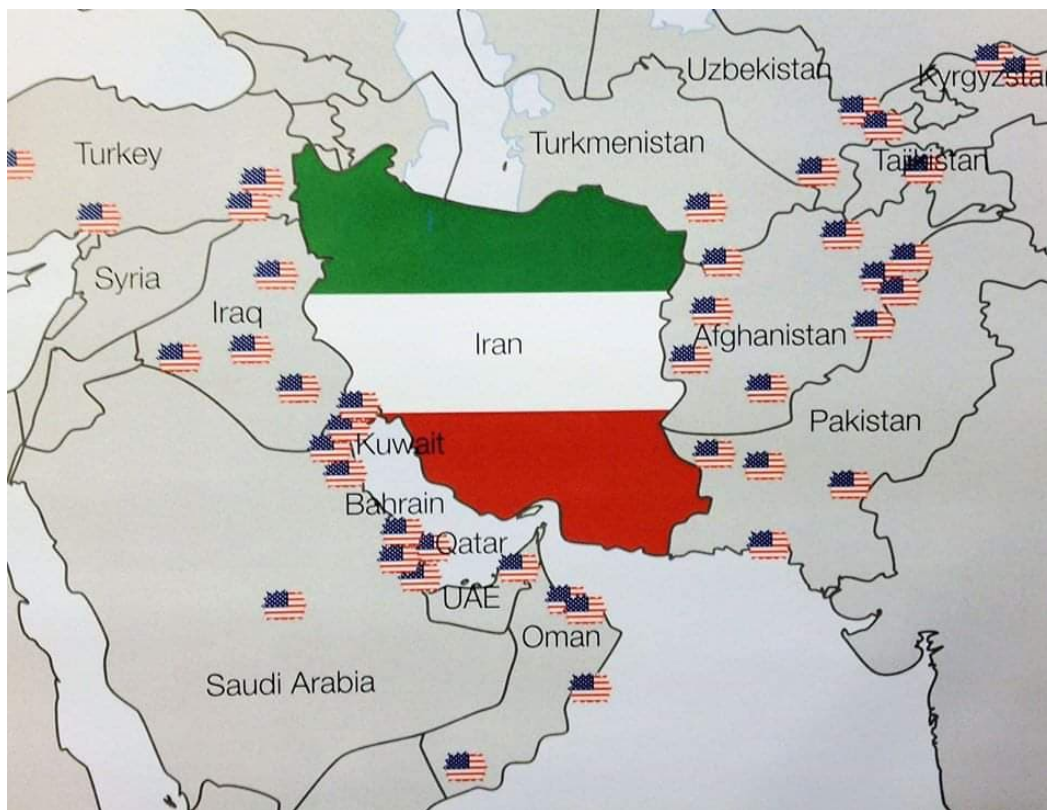 Uzbekistan
Kyrgyzstan
Turkmenistan
Turkey
Tajikistan
Syria
Iraq
Iran
Afghanistan
Pakistan
Kuwait
Bahrain
Qatar
UAE
Oman
Saudi Arabia